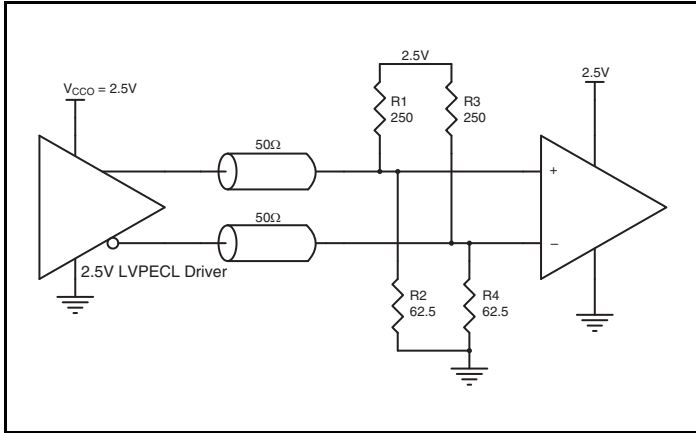 2.5V
V_CCO = 2.5V
2.5V
R1
250
R3
250
50Ω
+
50Ω
−
2.5V LVPECL Driver
R2
62.5
R4
62.5